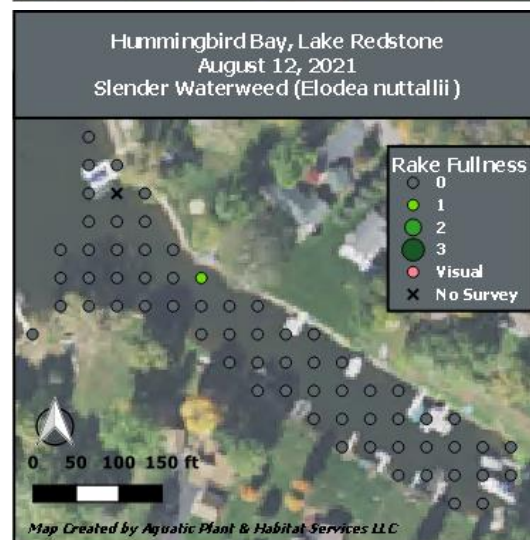 Hummingbird Bay, Lake Redstone
August 12, 2021
Slender Waterweed (Elodea nuttallii)
Rake Fullness
0
1
2
3
Visual
No Survey
0 50 100 150 ft
Map Created by Aquatic Plant & Habitat Services LLC